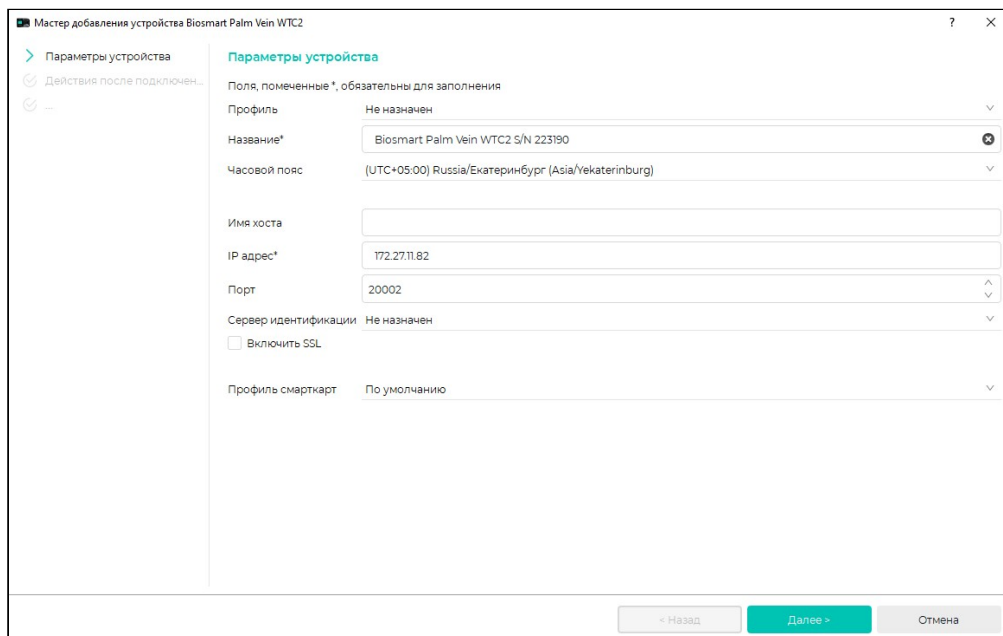 Мастер добавления устройства Biosmart Palm Vein WTC2 ?
Параметры устройства
Действия после подключен...
...
Параметры устройства
Поля, помеченные *, обязательны для заполнения
Профиль Не назначен
Название* Biosmart Palm Vein WTC2 S/N 223190
Часовой пояс (UTC+05:00) Russia/Екатеринбург (Asia/Yekaterinburg)
Имя хоста
IP адрес* 172.27.11.82
Порт 20002
Сервер идентификации Не назначен
Включить SSL
Профиль смарткарт По умолчанию
< Назад Далее > Отмена